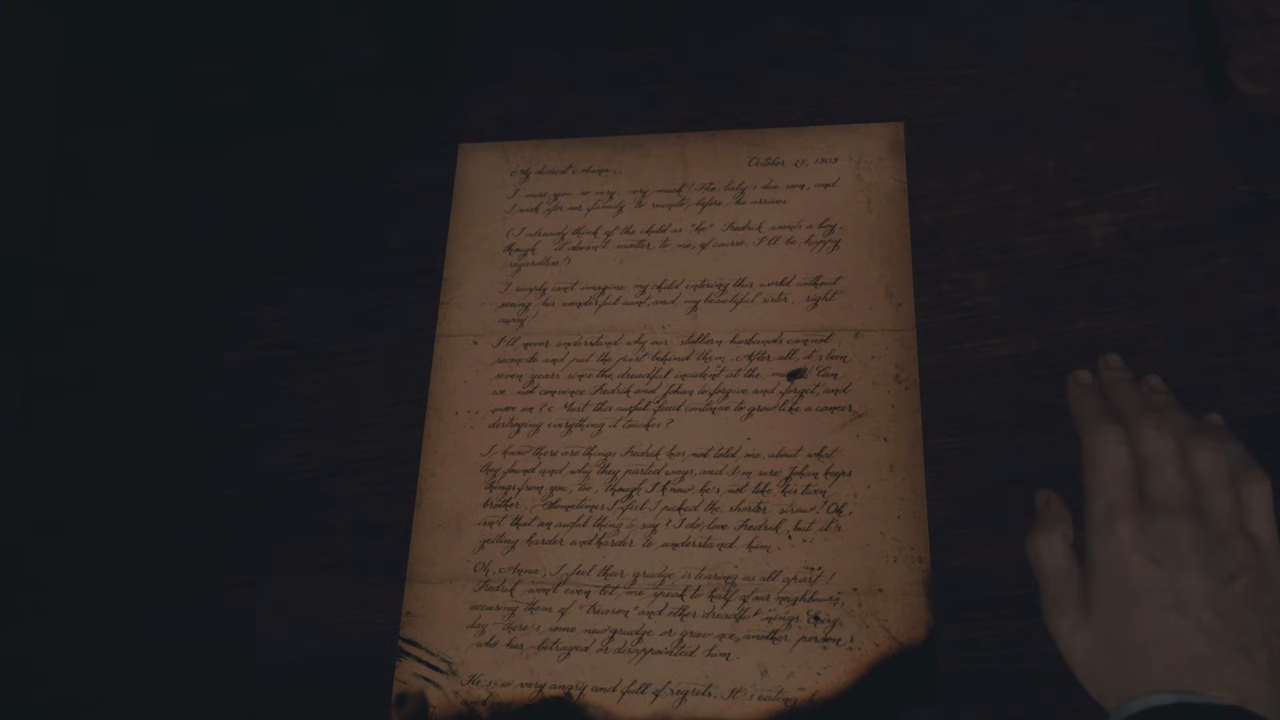 October 25, 1909
My dearest Anna,
I miss you so very, very much! The baby's due soon, and
I wish for our family to reunite before he arrives.
(I already think of the child as "he". Fredrik wants a boy,
though it doesn't matter to me, of course. I'll be happy
regardless!)
I simply can't imagine my child entering this world without
seeing his wonderful aunt, and my beautiful sister, right
away!
I'll never understand why our stubborn husbands cannot
reconcile and put the past behind them. After all, it's been
seven years since the dreadful incident at the Can
we not convince Fredrik and Johan to forgive and forget, and
move on? Must this awful feud continue to grow like a cancer,
destroying everything it touches?
I know there are things Fredrik has not told me about what
they found and why they parted ways, and I'm sure Johan keeps
things from you, too, though I know he's not like his twin
brother. Sometimes I feel I picked the shorter straw! Oh,
isn't that an awful thing to say? I do love Fredrik, but it's
getting harder and harder to understand him.
Oh, Anna, I feel their grudge is tearing us all apart!
Fredrik won't even let me speak to half of our neighbours,
accusing them of "treason" and other dreadful things. Every
day there's some new grudge or grievance, another person
who has betrayed or disappointed him.
He is so very angry and full of regrets. It's eating